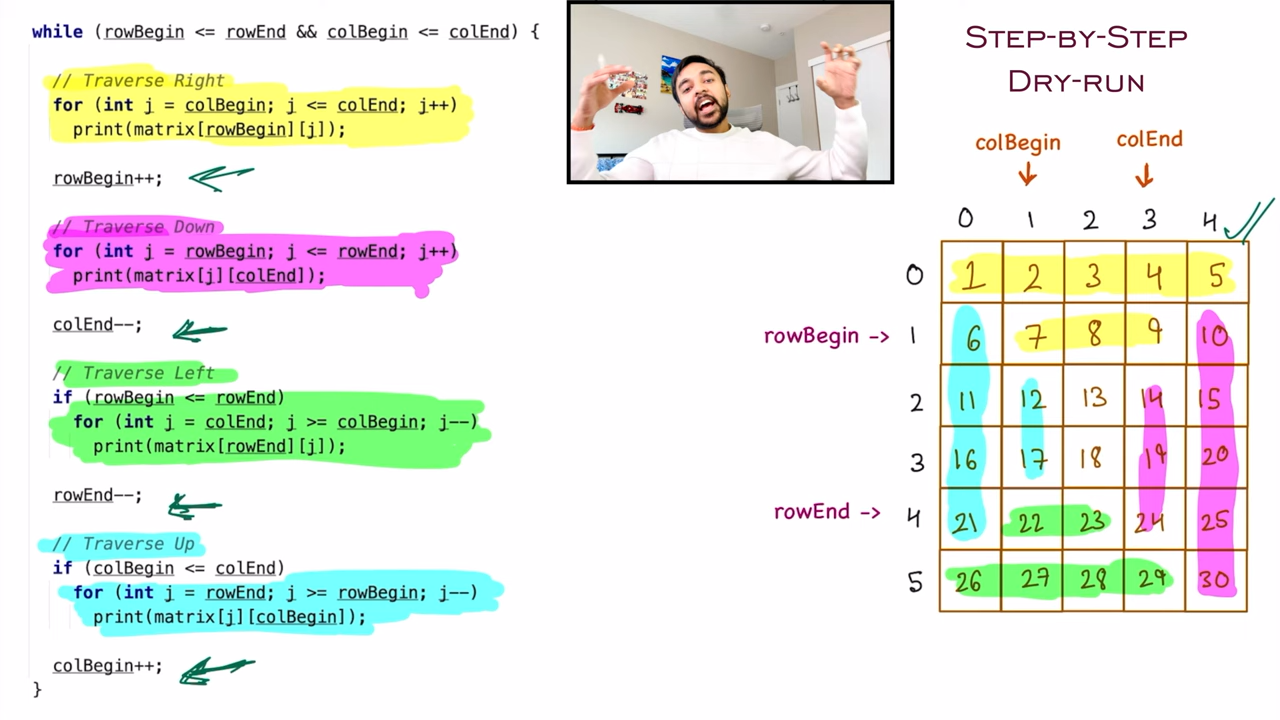 while (rowBegin <= rowEnd && colBegin <= colEnd) {
// Traverse Right
for (int j = colBegin; j <= colEnd; j++)
print(matrix[rowBegin][j]);
rowBegin++;
// Traverse Down
for (int j = rowBegin; j <= rowEnd; j++)
print(matrix[j][colEnd]);
colEnd--;
// Traverse Left
if (rowBegin <= rowEnd)
for (int j = colEnd; j >= colBegin; j--)
print(matrix[rowEnd][j]);
rowEnd--;
// Traverse Up
if (colBegin <= colEnd)
for (int j = rowEnd; j >= rowBegin; j--)
print(matrix[j][colBegin]);
colBegin++;
}
Step-by-Step
Dry-run
colBegin colEnd
0 1 2 3 4
0 1 2 3 4 5
rowBegin -> 1 6 7 8 9 10
2 11 12 13 14 15
3 16 17 18 19 20
rowEnd -> 4 21 22 23 24 25
5 26 27 28 29 30